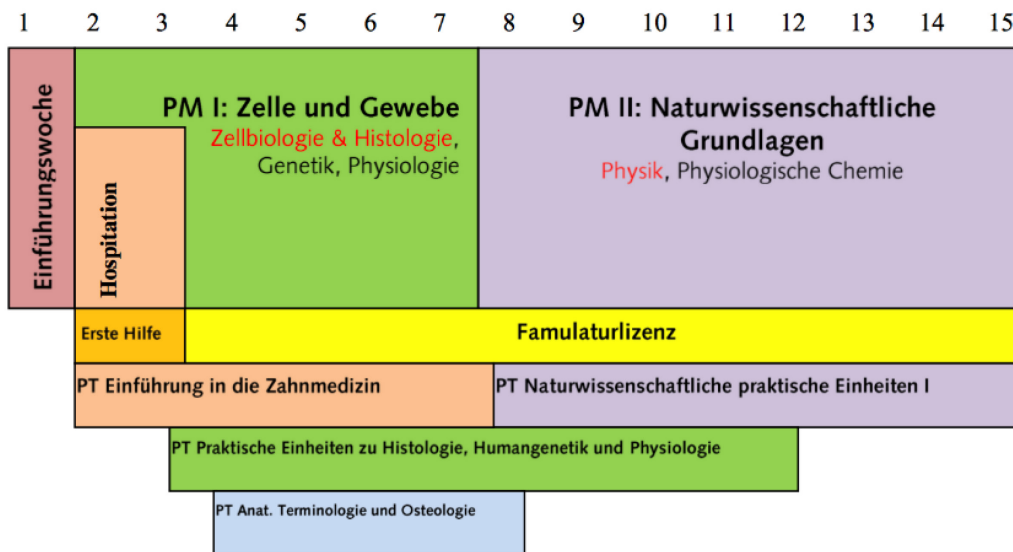 1 2 3 4 5 6 7 8 9 10 11 12 13 14 15
Einführungswoche
Hospitation
PM I: Zelle und Gewebe
Zellbiologie & Histologie,
Genetik, Physiologie
PM II: Naturwissenschaftliche
Grundlagen
Physik, Physiologische Chemie
Erste Hilfe
Famulaturlizenz
PT Einführung in die Zahnmedizin
PT Naturwissenschaftliche praktische Einheiten I
PT Praktische Einheiten zu Histologie, Humangenetik und Physiologie
PT Anat. Terminologie und Osteologie